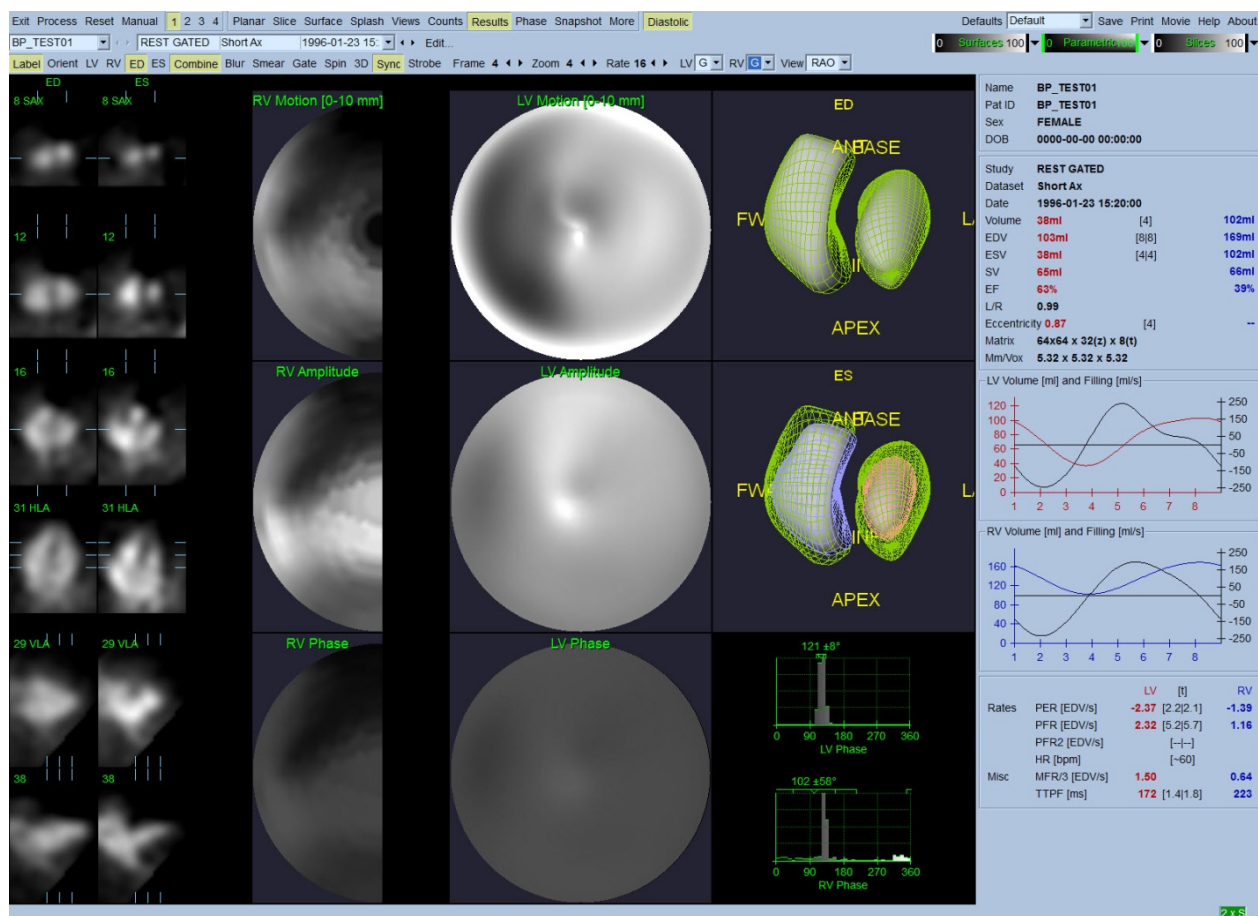 Exit Process Reset Manual 1 2 3 4 Planar Slice Surface Splash Views Counts Results Phase Snapshot More Diastolic Defaults Default Save Print Movie Help About
BP_TEST01 REST GATED Short Ax 1996-01-23 15: Edit... 0 Surfaces 100 0 Parametric 100 0 Slices 100
Label Orient LV RV ED ES Combine Blur Smear Gate Spin 3D Sync Strobe Frame 4 Zoom 4 Rate 16 LV G RV G View RAO
ED ES
8 SAX
12 12
16 16
31 HLA 31 HLA
29 VLA 29 VLA
38 38
RV Motion [0-10 mm] LV Motion [0-10 mm] ED
ANT BASE
FW
IN
APEX
RV Amplitude LV Amplitude ES
ANT BASE
FW
INF
APEX
RV Phase LV Phase
121 ±8°
0 90 180 270 360
LV Phase
102 ±58°
0 90 180 270 360
RV Phase
Name BP_TEST01
Pat ID BP_TEST01
Sex FEMALE
DOB 0000-00-00 00:00:00
Study REST GATED
Dataset Short Ax
Date 1996-01-23 15:20:00
Volume 38ml [4] 102ml
EDV 103ml [8|8] 169ml
ESV 38ml [4|4] 102ml
SV 65ml 66ml
EF 63% 39%
L/R 0.99
Eccentricity 0.87 [4] --
Matrix 64x64 x 32(z) x 8(t)
Mm/Vox 5.32 x 5.32 x 5.32
LV Volume [ml] and Filling [ml/s]
120 100 80 60 40 20 0
250 150 50 -50 -150 -250
1 2 3 4 5 6 7 8
RV Volume [ml] and Filling [ml/s]
160 120 80 40 0
250 150 50 -50 -150 -250
1 2 3 4 5 6 7 8
LV [t] RV
Rates PER [EDV/s] -2.37 [2.2|2.1] -1.39
PFR [EDV/s] 2.32 [5.2|5.7] 1.16
PFR2 [EDV/s] [--|--]
HR [bpm] [~60]
Misc MFR/3 [EDV/s] 1.50 0.64
TTPF [ms] 172 [1.4|1.8] 223
2 x S